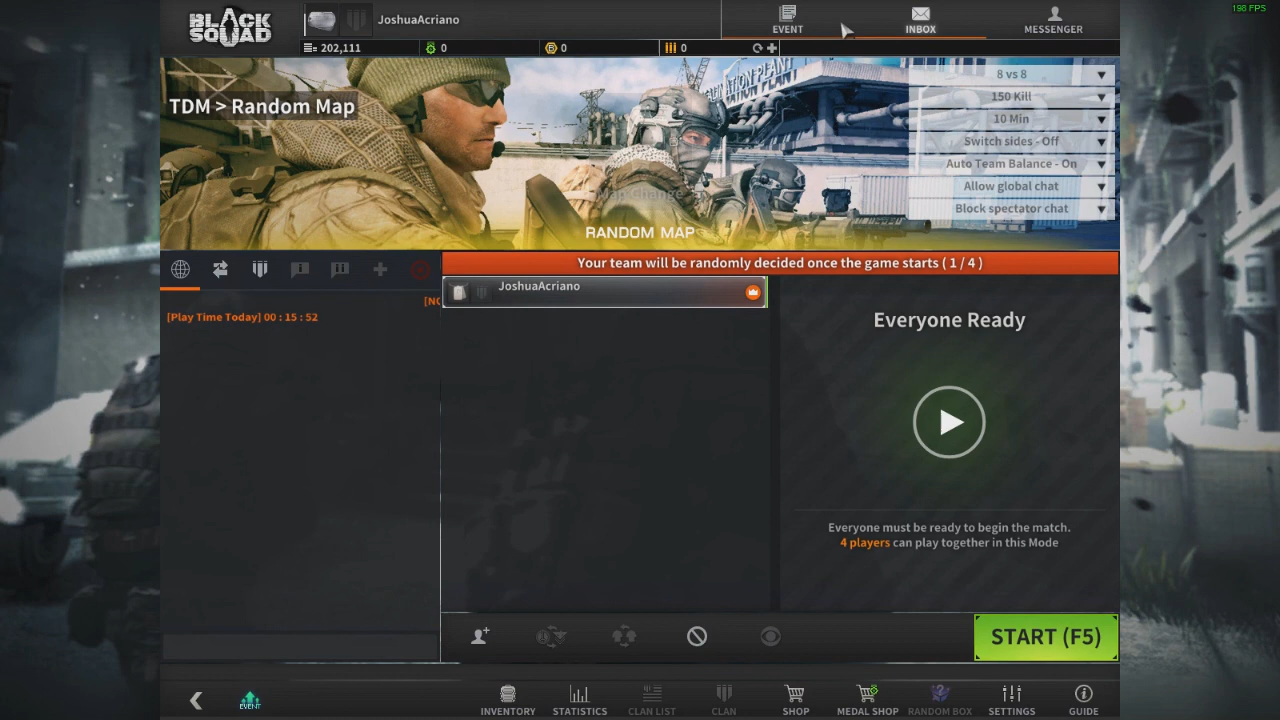 198 FPS
BLACK SQUAD
JoshuaAcriano
EVENT
INBOX
MESSENGER
202,111
0
0
0
TDM > Random Map
8 vs 8
150 Kill
10 Min
Switch sides - Off
Auto Team Balance - On
Allow global chat
Block spectator chat
Map Change
RANDOM MAP
Your team will be randomly decided once the game starts ( 1 / 4 )
[NO
[Play Time Today] 00 : 15 : 52
JoshuaAcriano
Everyone Ready
Everyone must be ready to begin the match.
4 players can play together in this Mode
START (F5)
EVENT
INVENTORY
STATISTICS
CLAN LIST
CLAN
SHOP
MEDAL SHOP
RANDOM BOX
SETTINGS
GUIDE